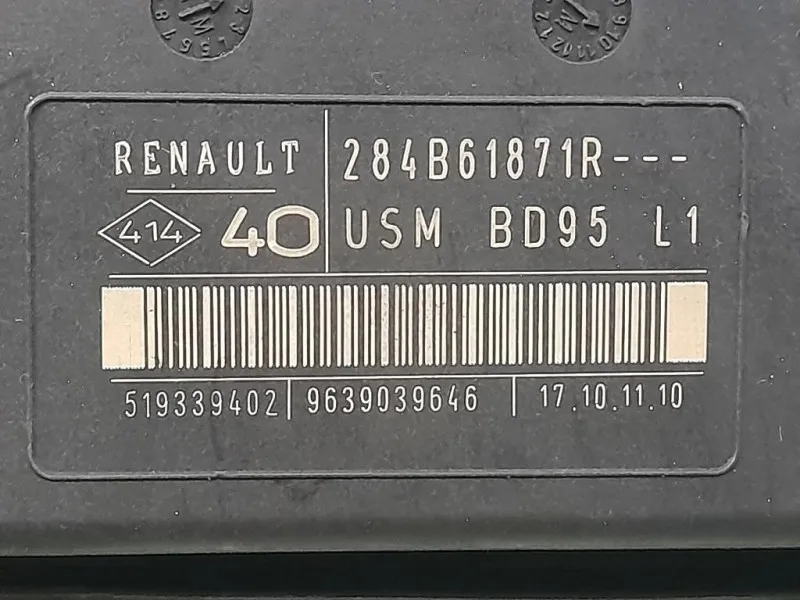 RENAULT
284B61871R---
414
40
USM BD95 L1
519339402 | 9639039646 | 17.10.11.10